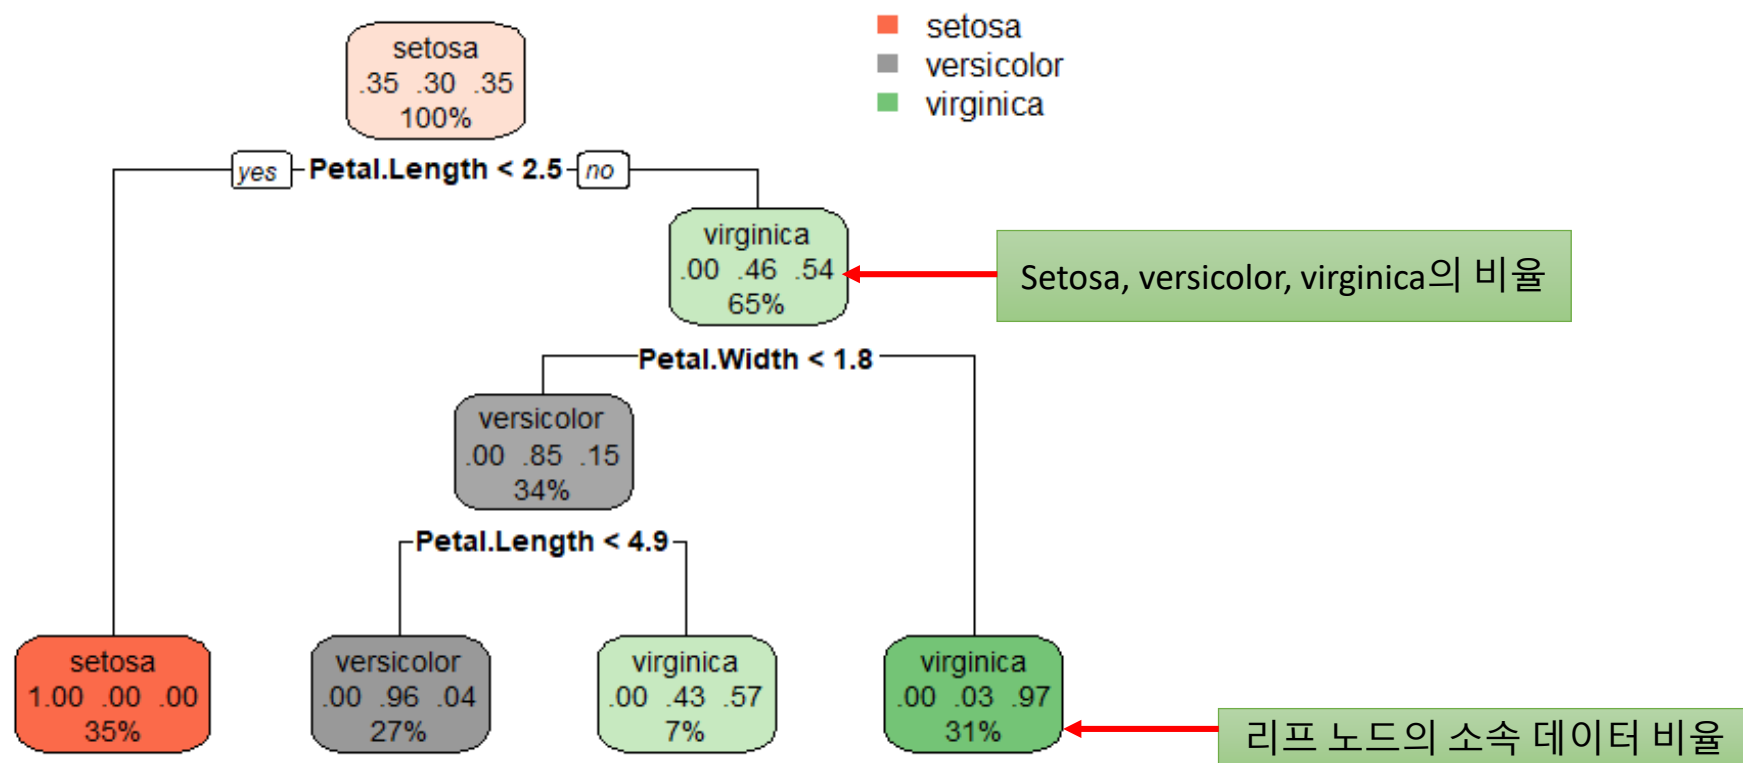 setosa
.35 .30 .35
100%
setosa
versicolor
virginica
yes Petal.Length < 2.5 no
virginica
.00 .46 .54
65%
Setosa, versicolor, virginica의 비율
Petal.Width < 1.8
versicolor
.00 .85 .15
34%
Petal.Length < 4.9
setosa
1.00 .00 .00
35%
versicolor
.00 .96 .04
27%
virginica
.00 .43 .57
7%
virginica
.00 .03 .97
31%
리프 노드의 소속 데이터 비율